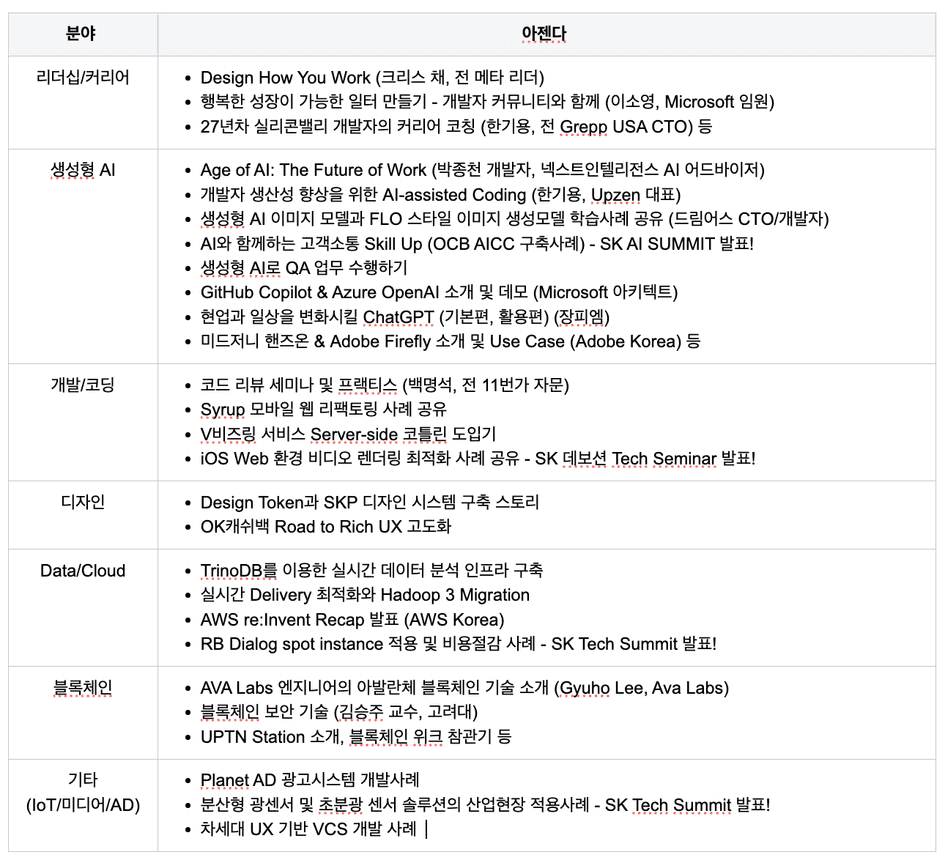 분야
아젠다
리더십/커리어
• Design How You Work (크리스 채, 전 메타 리더)
• 행복한 성장이 가능한 일터 만들기 - 개발자 커뮤니티와 함께 (이소영, Microsoft 임원)
• 27년차 실리콘밸리 개발자의 커리어 코칭 (한기용, 전 Grepp USA CTO) 등
생성형 AI
• Age of AI: The Future of Work (박종천 개발자, 넥스트인텔리전스 AI 어드바이저)
• 개발자 생산성 향상을 위한 AI-assisted Coding (한기용, Upzen 대표)
• 생성형 AI 이미지 모델과 FLO 스타일 이미지 생성모델 학습사례 공유 (드림어스 CTO/개발자)
• AI와 함께하는 고객소통 Skill Up (OCB AICC 구축사례) - SK AI SUMMIT 발표!
• 생성형 AI로 QA 업무 수행하기
• GitHub Copilot & Azure OpenAI 소개 및 데모 (Microsoft 아키텍트)
• 현업과 일상을 변화시킬 ChatGPT (기본편, 활용편) (장피엠)
• 미드저니 핸즈온 & Adobe Firefly 소개 및 Use Case (Adobe Korea) 등
개발/코딩
• 코드 리뷰 세미나 및 프랙티스 (백명석, 전 11번가 자문)
• Syrup 모바일 웹 리팩토링 사례 공유
• V비즈링 서비스 Server-side 코틀린 도입기
• iOS Web 환경 비디오 렌더링 최적화 사례 공유 - SK 데보션 Tech Seminar 발표!
디자인
• Design Token과 SKP 디자인 시스템 구축 스토리
• OK캐쉬백 Road to Rich UX 고도화
Data/Cloud
• TrinoDB를 이용한 실시간 데이터 분석 인프라 구축
• 실시간 Delivery 최적화와 Hadoop 3 Migration
• AWS re:Invent Recap 발표 (AWS Korea)
• RB Dialog spot instance 적용 및 비용절감 사례 - SK Tech Summit 발표!
블록체인
• AVA Labs 엔지니어의 아발란체 블록체인 기술 소개 (Gyuho Lee, Ava Labs)
• 블록체인 보안 기술 (김승주 교수, 고려대)
• UPTN Station 소개, 블록체인 위크 참관기 등
기타
(IoT/미디어/AD)
• Planet AD 광고시스템 개발사례
• 분산형 광센서 및 초분광 센서 솔루션의 산업현장 적용사례 - SK Tech Summit 발표!
• 차세대 UX 기반 VCS 개발 사례